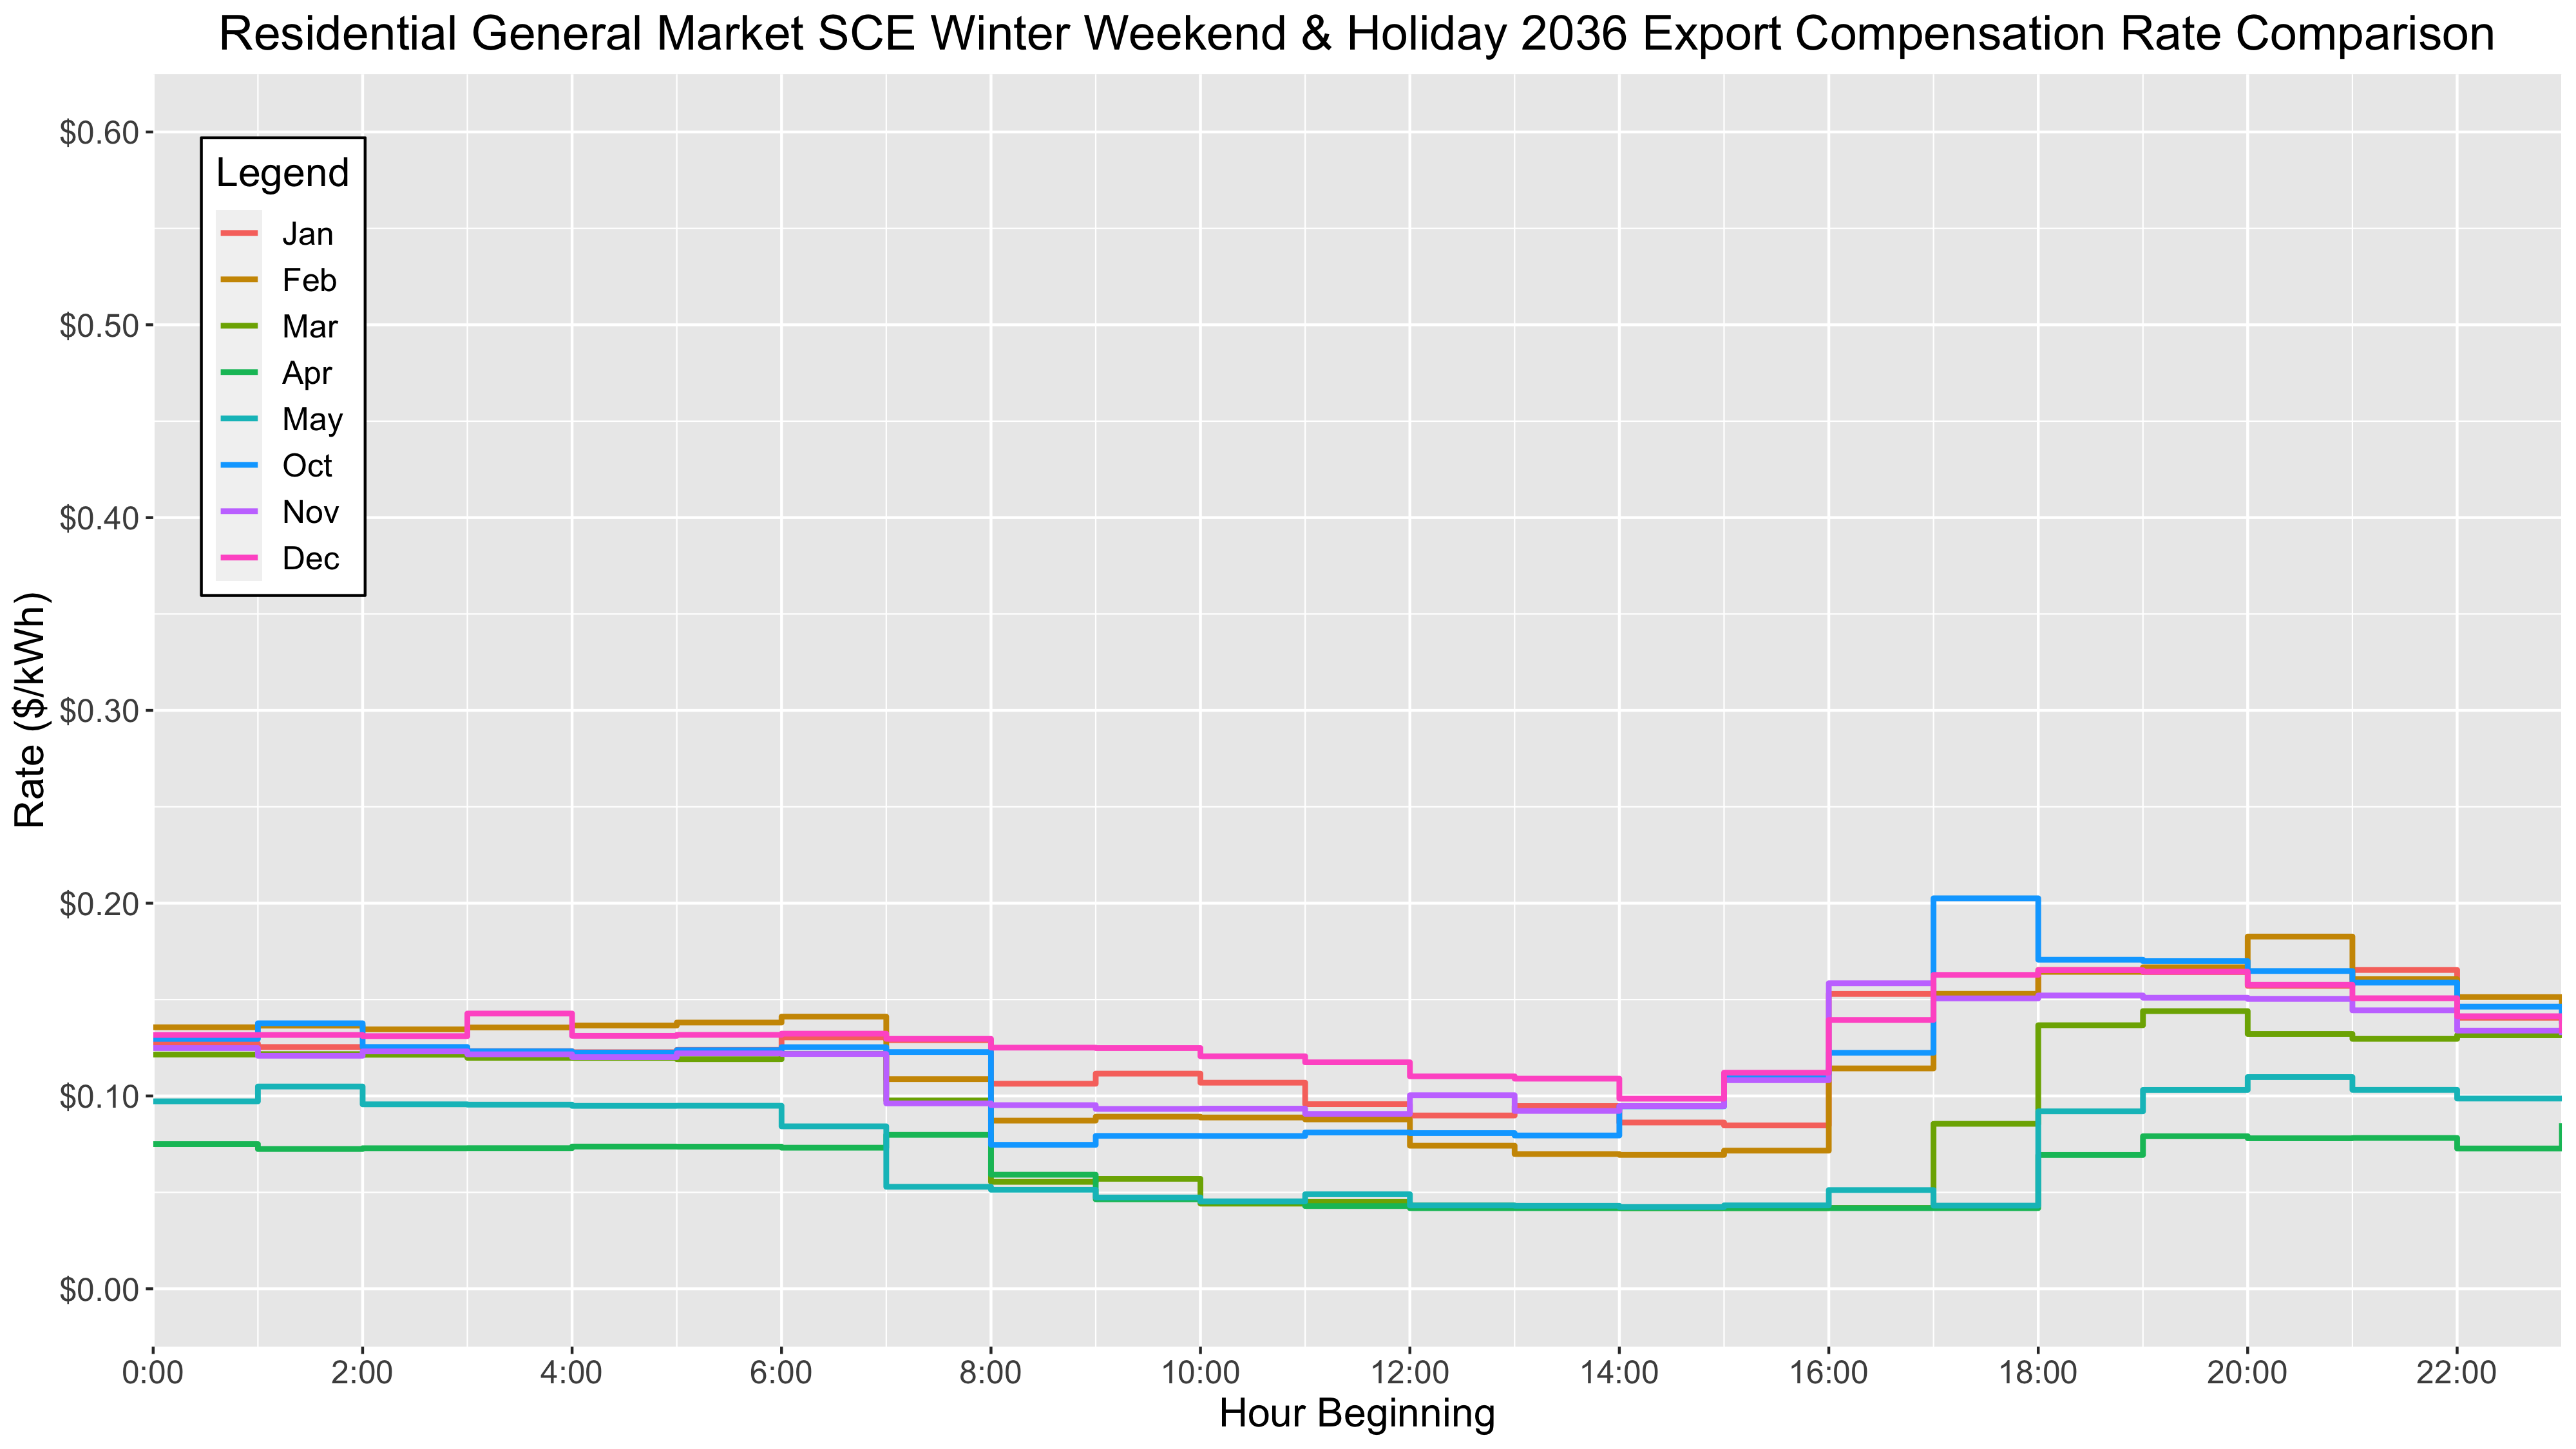 Residential General Market SCE Winter Weekend & Holiday 2036 Export Compensation Rate Comparison
$0.60
$0.50
$0.40
$0.30
$0.20
$0.10
$0.00
Rate ($/kWh)
Legend
Jan
Feb
Mar
Apr
May
Oct
Nov
Dec
0:00 2:00 4:00 6:00 8:00 10:00 12:00 14:00 16:00 18:00 20:00 22:00
Hour Beginning